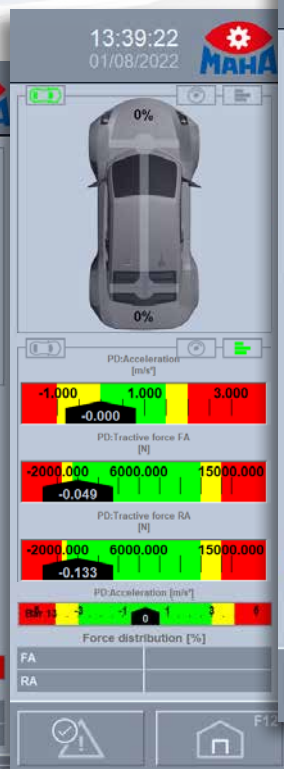 13:39:22
01/08/2022
MAHA
0%
0%
PD:Acceleration
[m/s²]
-1.000 1.000 3.000
-0.000
PD:Tractive force FA
[N]
-2000.000 6000.000 15000.000
-0.049
PD:Tractive force RA
[N]
-2000.000 6000.000 15000.000
-0.133
PD:Acceleration [m/s²]
-3 -1 1 3 6
0
Force distribution [%]
FA
RA
F12